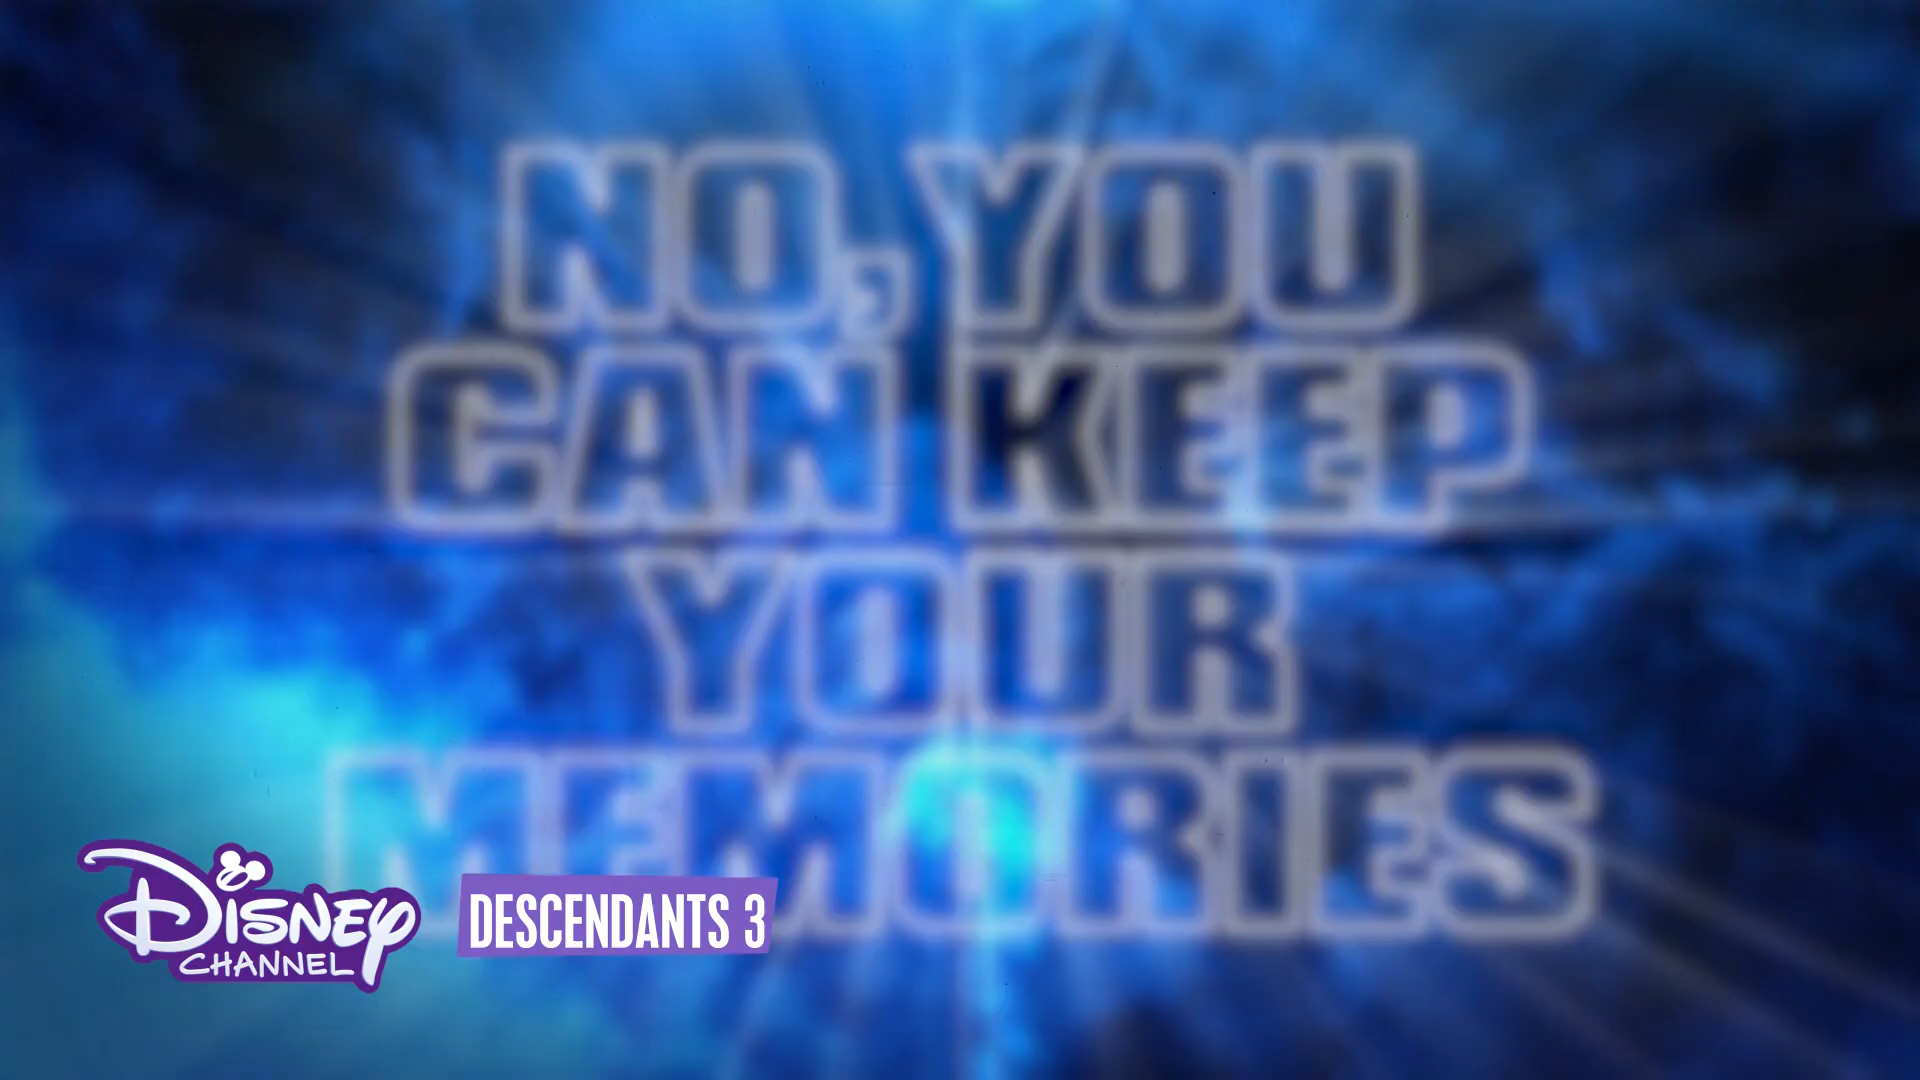 NO, YOU
CAN KEEP
YOUR
MEMORIES
DISNEY
CHANNEL
DESCENDANTS 3